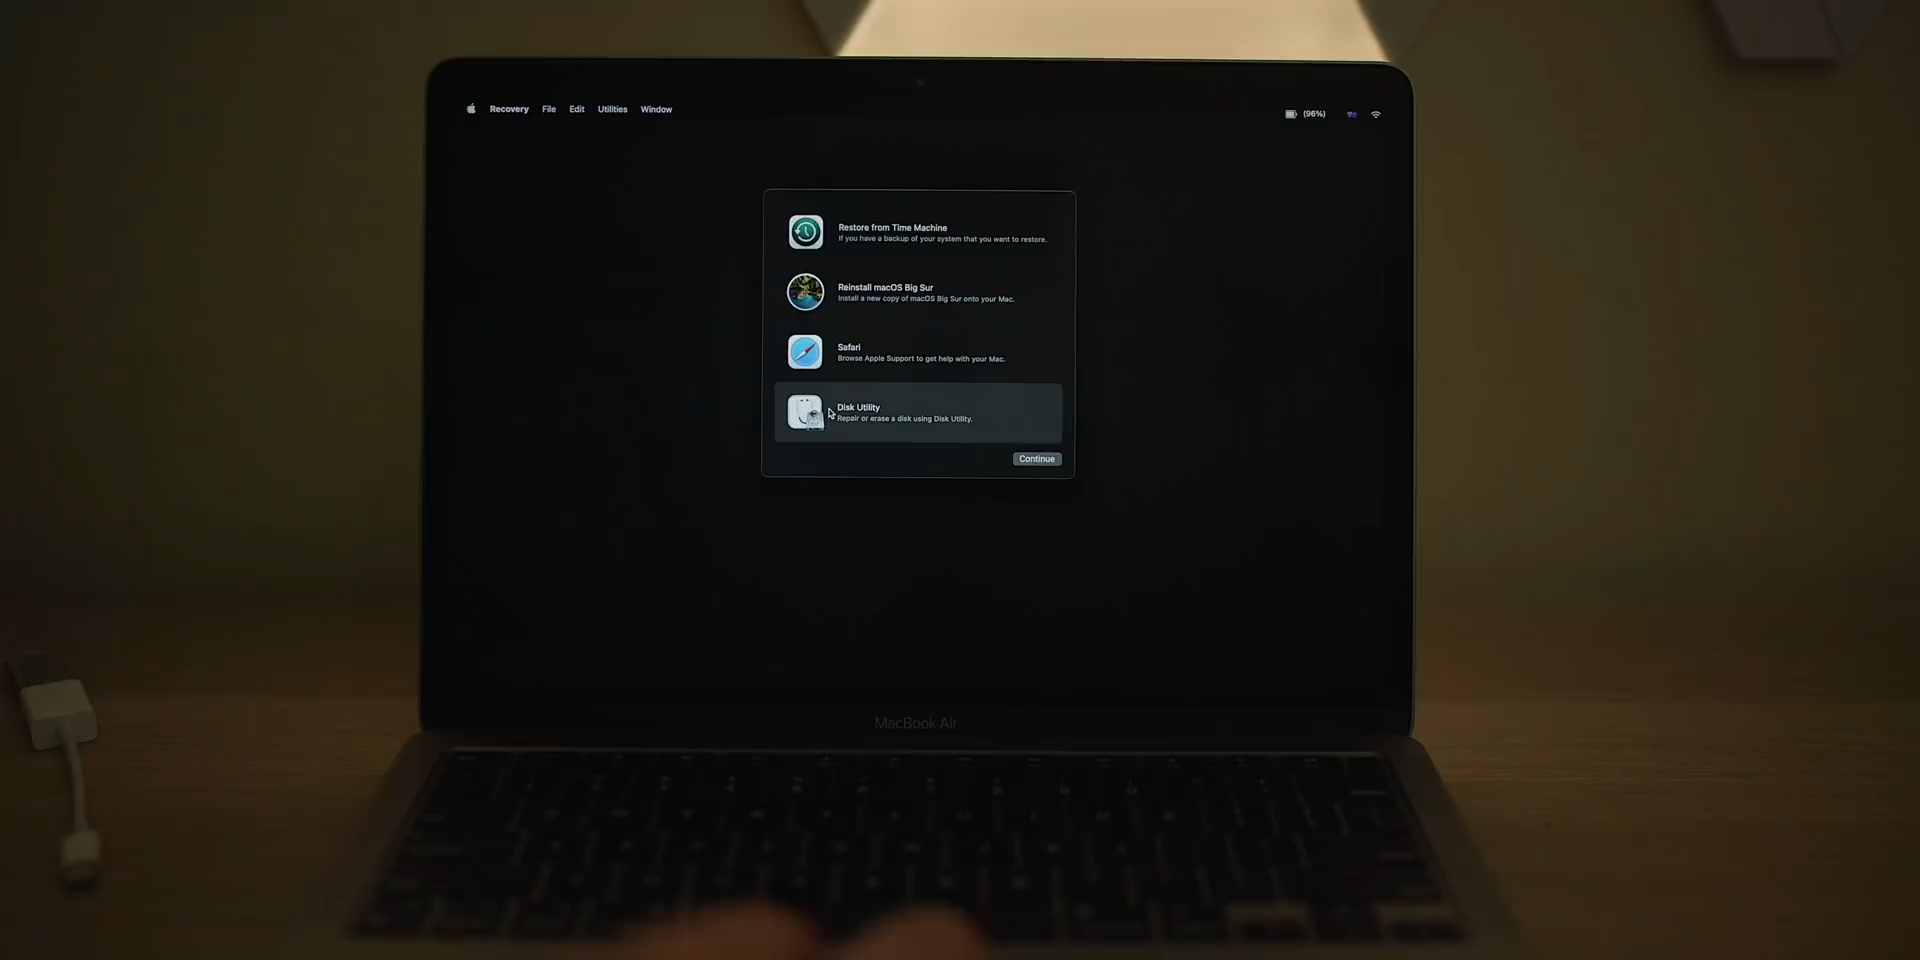 Recovery File Edit Utilities Window
(96%)
Restore from Time Machine
If you have a backup of your system that you want to restore.
Reinstall macOS Big Sur
Install a new copy of macOS Big Sur onto your Mac.
Safari
Browse Apple Support to get help with your Mac.
Disk Utility
Repair or erase a disk using Disk Utility.
Continue
MacBook Air